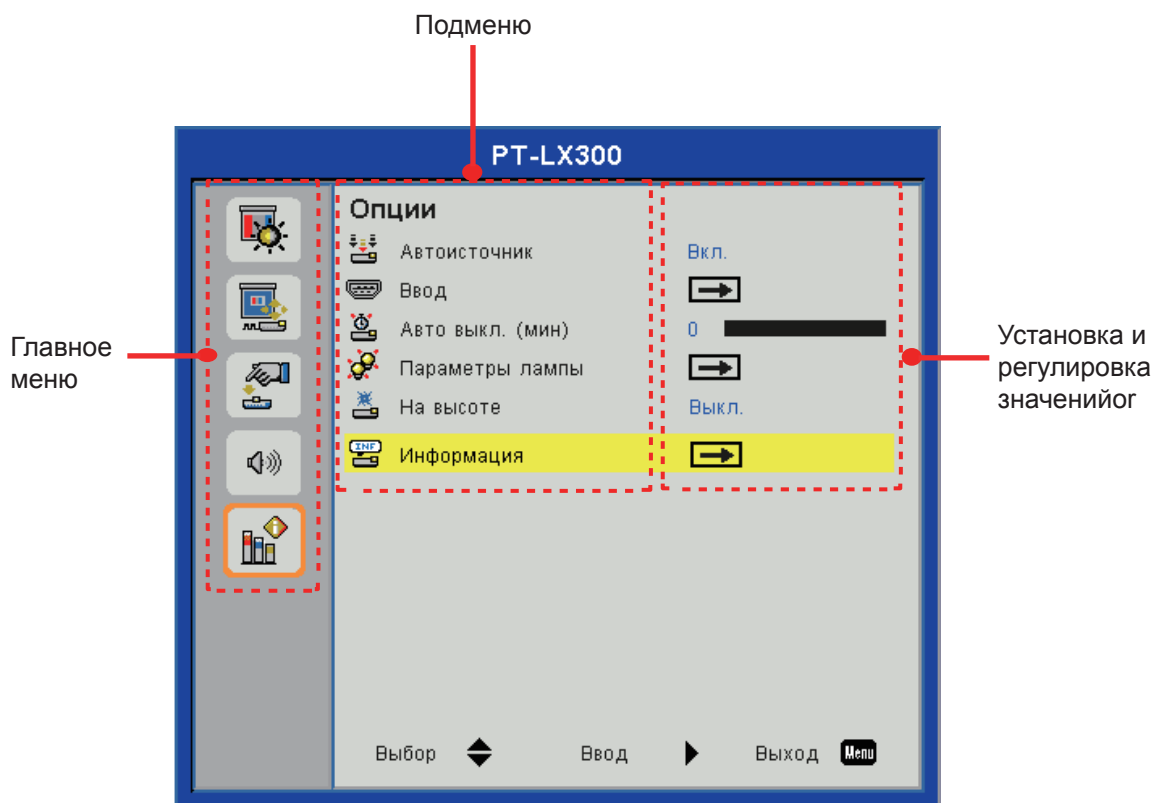 Подменю
PT-LX300
Главное
меню
Опции
Автоисточник Вкл.
Ввод
Авто выкл. (мин) 0
Параметры лампы
На высоте Выкл.
INF
Информация
Установка и
регулировка
значенийог
Выбор Ввод Выход Menu